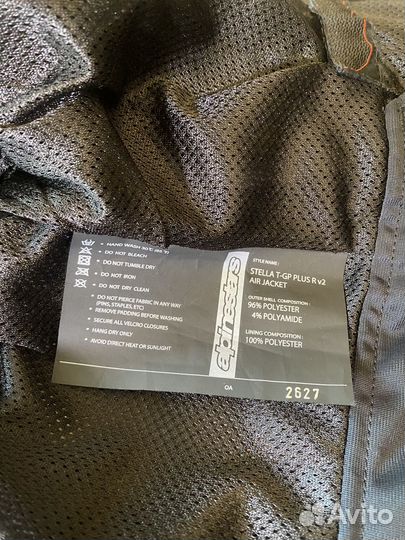 HAND WASH 30°C (86°F)
DO NOT BLEACH
DO NOT TUMBLE DRY
DO NOT IRON
DO NOT DRY CLEAN
• DO NOT PIERCE FABRIC IN ANY WAY
(PINS, STAPLES, ETC)
• REMOVE PADDING BEFORE WASHING
• SECURE ALL VELCRO CLOSURES
• HANG DRY ONLY
• AVOID DIRECT HEAT OR SUNLIGHT
alpinestars
STYLE NAME:
STELLA T-GP PLUS R v2
AIR JACKET
OUTER SHELL COMPOSITION:
96% POLYESTER
4% POLYAMIDE
LINING COMPOSITION:
100% POLYESTER
OA
2627
Avito